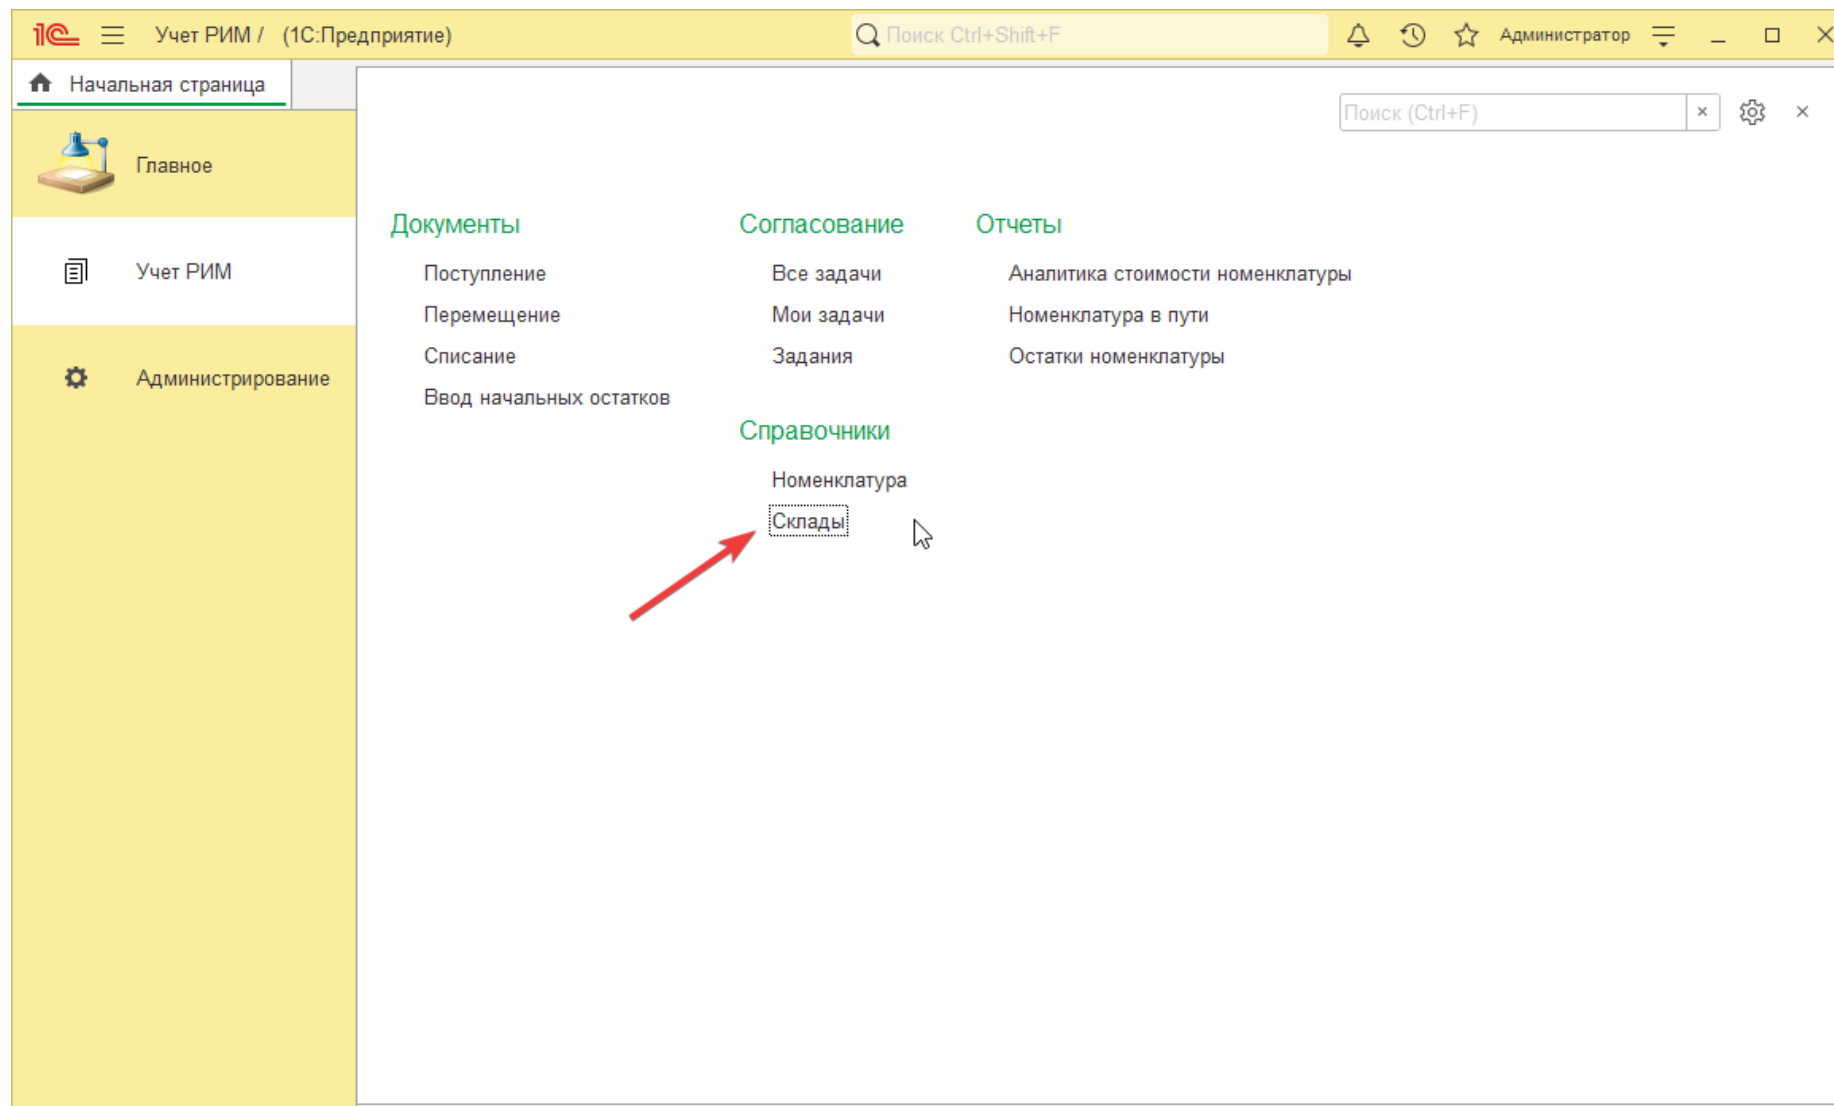 1С Учет РИМ / (1С:Предприятие) Поиск Ctrl+Shift+F Администратор
Начальная страница
Поиск (Ctrl+F)
Главное
Учет РИМ
Администрирование
Документы
Поступление
Перемещение
Списание
Ввод начальных остатков
Согласование
Все задачи
Мои задачи
Задания
Справочники
Номенклатура
Склады
Отчеты
Аналитика стоимости номенклатуры
Номенклатура в пути
Остатки номенклатуры